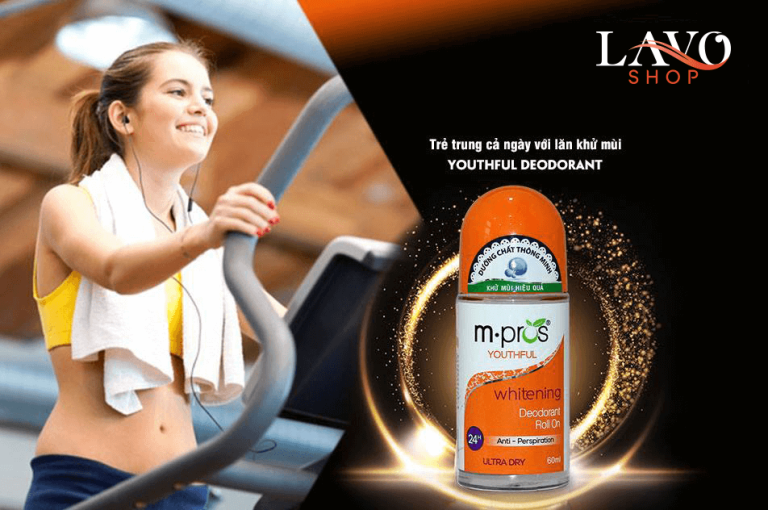 LAVO
SHOP
Trẻ trung cả ngày với lăn khử mùi
YOUTHFUL DEODORANT
DƯỠNG CHẤT THÔNG MINH
KHỬ MÙI HIỆU QUẢ
m·pros®
YOUTHFUL
whitening
Deodorant
Roll On
24H
Anti - Perspiration
ULTRA DRY
60ml